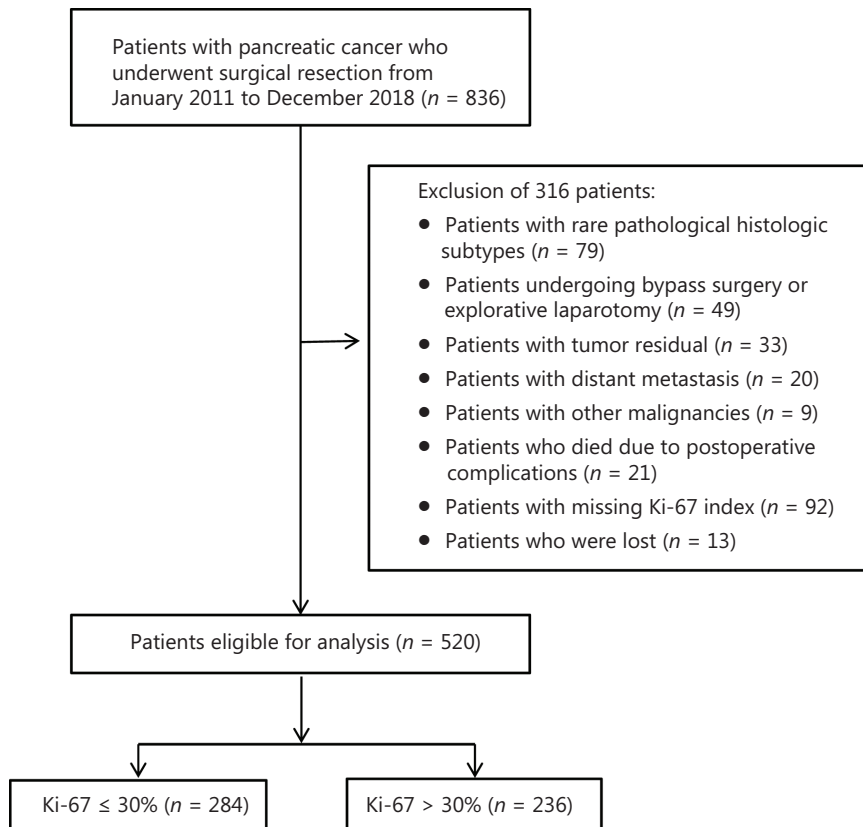 Patients with pancreatic cancer who
underwent surgical resection from
January 2011 to December 2018 (n = 836)
Exclusion of 316 patients:
● Patients with rare pathological histologic
subtypes (n = 79)
● Patients undergoing bypass surgery or
explorative laparotomy (n = 49)
● Patients with tumor residual (n = 33)
● Patients with distant metastasis (n = 20)
● Patients with other malignancies (n = 9)
● Patients who died due to postoperative
complications (n = 21)
● Patients with missing Ki-67 index (n = 92)
● Patients who were lost (n = 13)
Patients eligible for analysis (n = 520)
Ki-67 ≤ 30% (n = 284)
Ki-67 > 30% (n = 236)